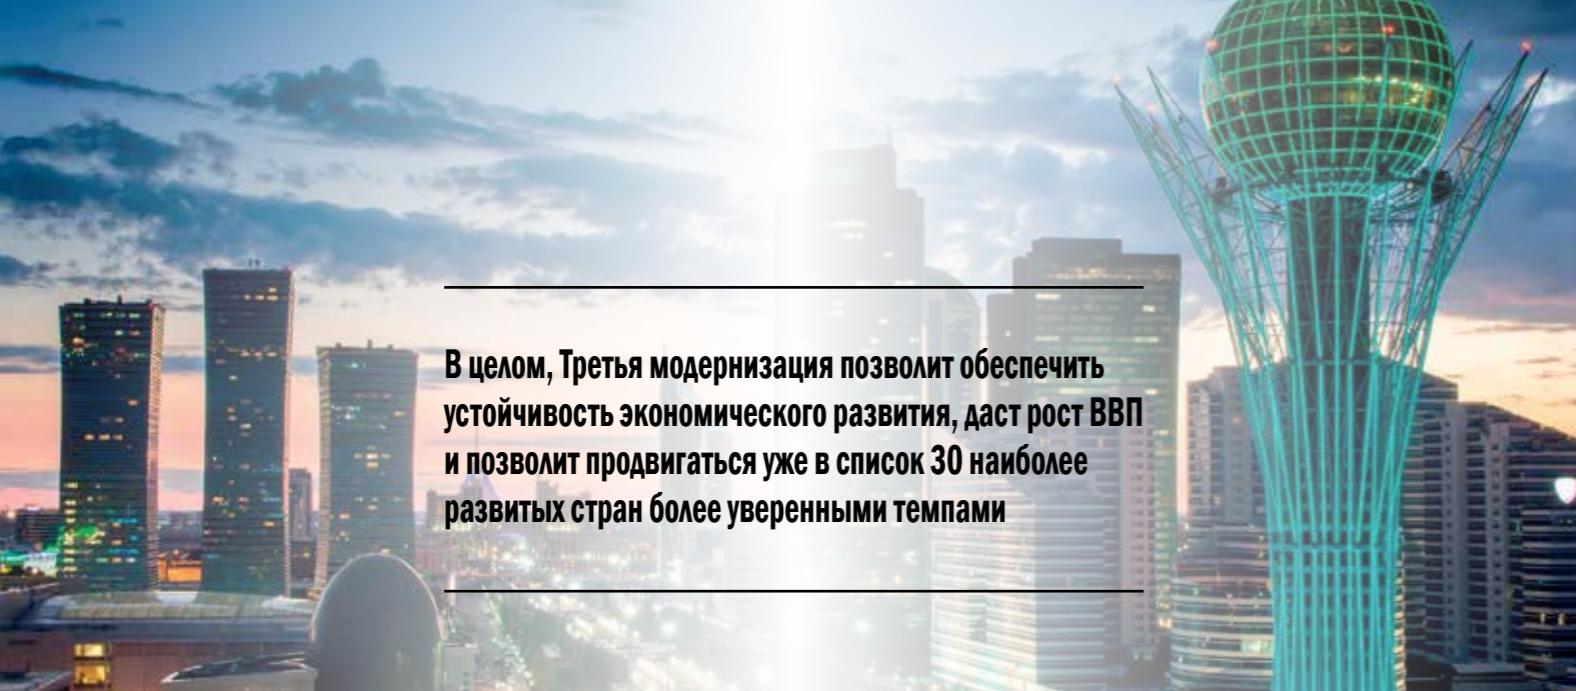 В целом, Третья модернизация позволит обеспечить
устойчивость экономического развития, даст рост ВВП
и позволит продвигаться уже в список 30 наиболее
развитых стран более уверенными темпами